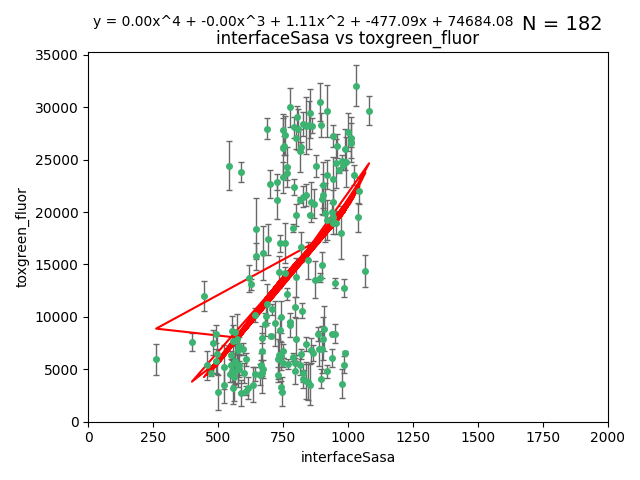 y = 0.00x^4 + -0.00x^3 + 1.11x^2 + -477.09x + 74684.08 N = 182
interfaceSasa vs toxgreen_fluor
35000
30000
25000
20000
15000
10000
5000
0
toxgreen_fluor
0 250 500 750 1000 1250 1500 1750 2000
interfaceSasa